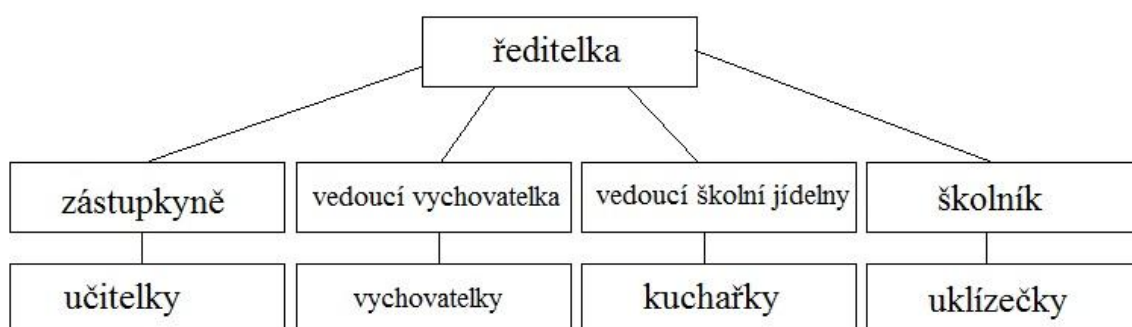 ředitelka
zástupkyně
vedoucí vychovatelka
vedoucí školní jídelny
školník
učitelky
vychovatelky
kuchařky
uklízečky